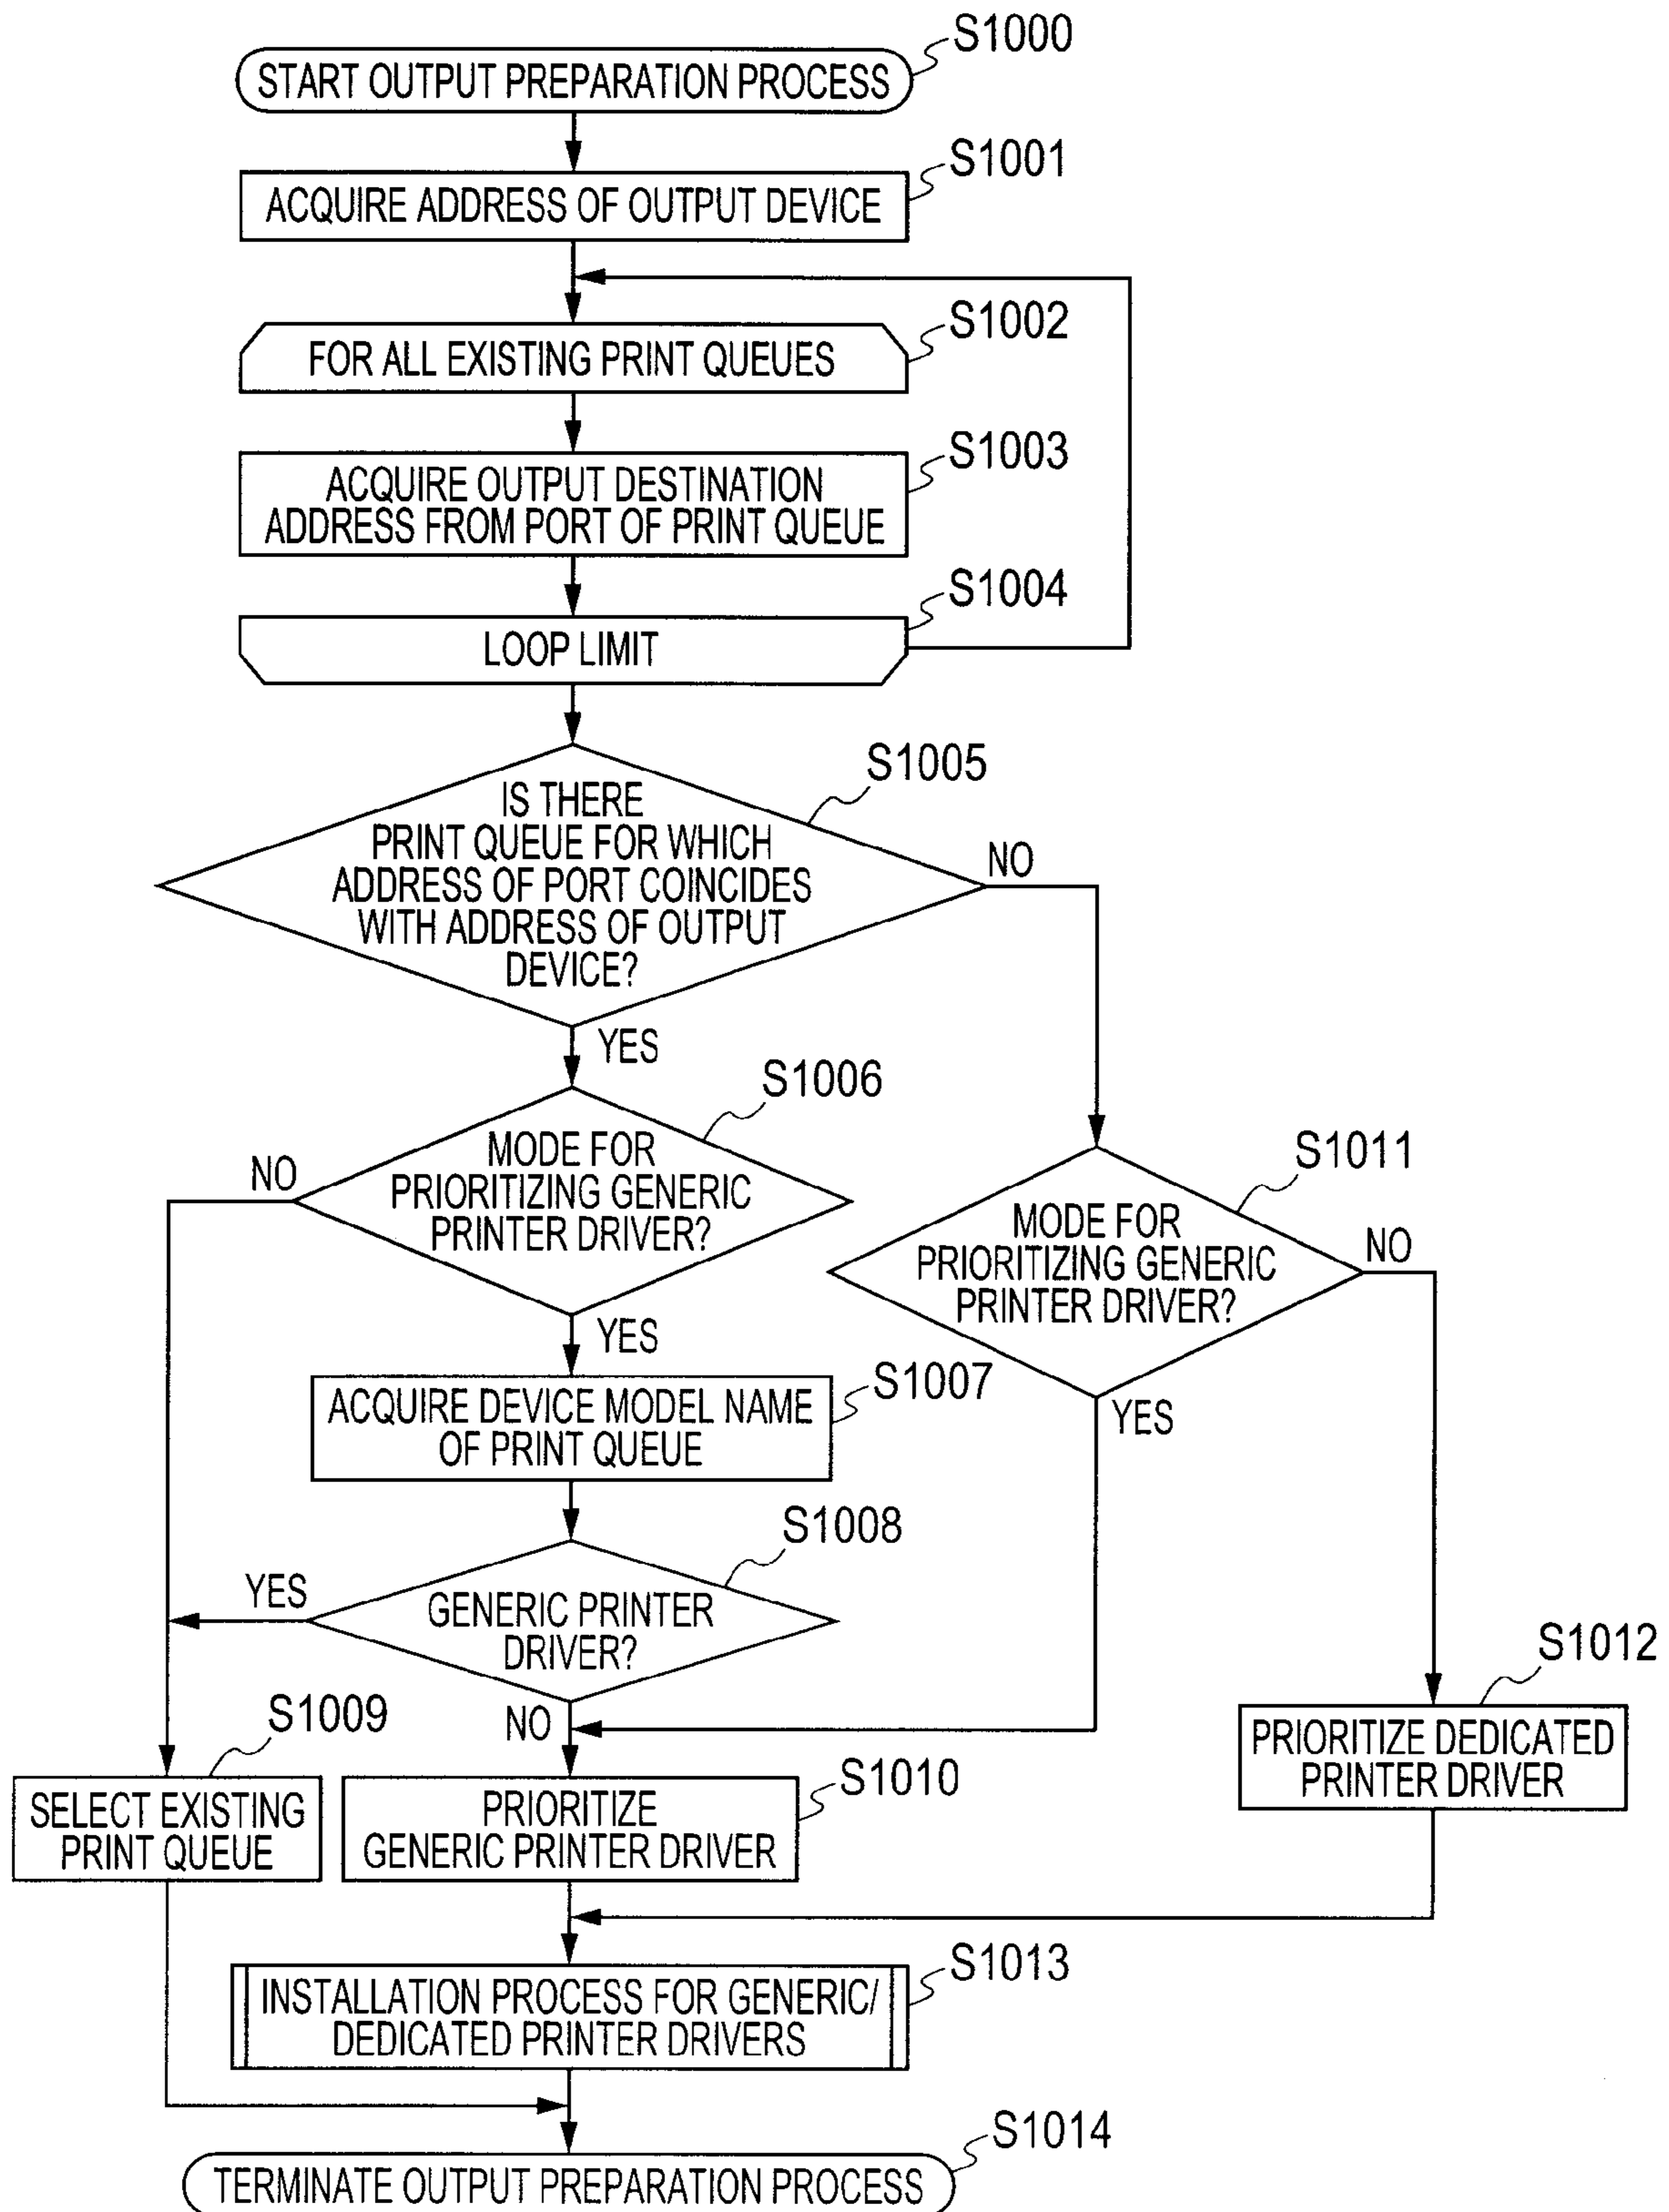 S1000
START OUTPUT PREPARATION PROCESS
S1001
ACQUIRE ADDRESS OF OUTPUT DEVICE
S1002
FOR ALL EXISTING PRINT QUEUES
S1003
ACQUIRE OUTPUT DESTINATION
ADDRESS FROM PORT OF PRINT QUEUE
S1004
LOOP LIMIT
S1005
IS THERE
PRINT QUEUE FOR WHICH
ADDRESS OF PORT COINCIDES
WITH ADDRESS OF OUTPUT
DEVICE?
NO
YES
S1006
MODE FOR
PRIORITIZING GENERIC
PRINTER DRIVER?
NO
YES
S1011
MODE FOR
PRIORITIZING GENERIC
PRINTER DRIVER?
NO
YES
S1007
ACQUIRE DEVICE MODEL NAME
OF PRINT QUEUE
S1008
GENERIC PRINTER
DRIVER?
YES
NO
S1012
PRIORITIZE DEDICATED
PRINTER DRIVER
S1009
SELECT EXISTING
PRINT QUEUE
S1010
PRIORITIZE
GENERIC PRINTER DRIVER
S1013
INSTALLATION PROCESS FOR GENERIC/
DEDICATED PRINTER DRIVERS
S1014
TERMINATE OUTPUT PREPARATION PROCESS